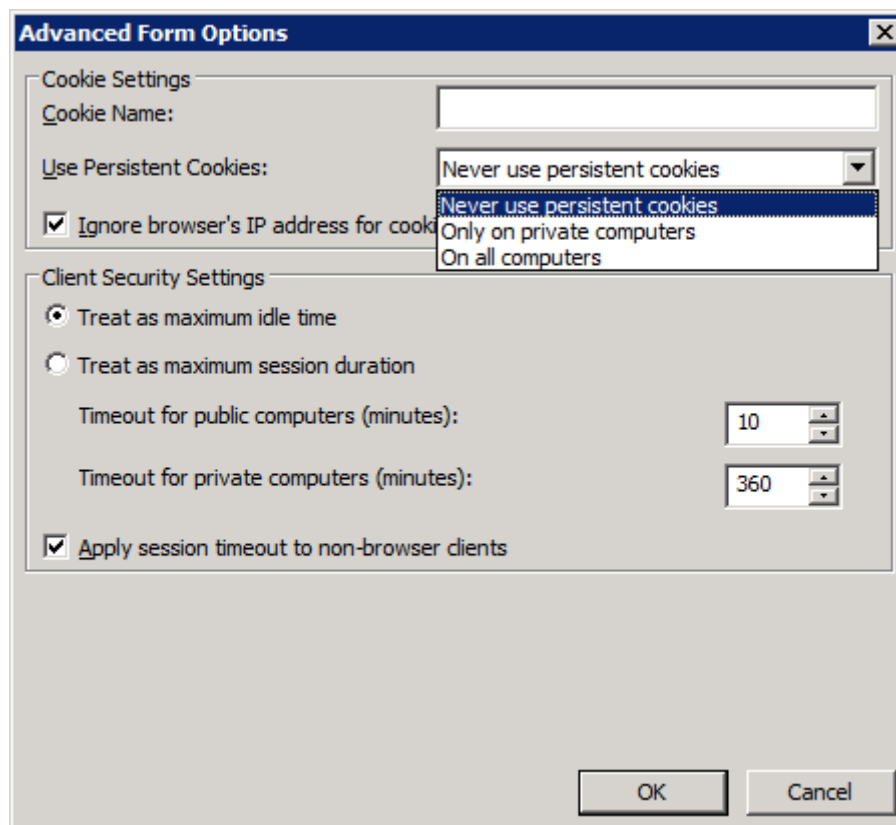 Advanced Form Options
Cookie Settings
Cookie Name:
Use Persistent Cookies:
Never use persistent cookies
Never use persistent cookies
Only on private computers
On all computers
Ignore browser's IP address for
Client Security Settings
Treat as maximum idle time
Treat as maximum session duration
Timeout for public computers (minutes):
10
Timeout for private computers (minutes):
360
Apply session timeout to non-browser clients
OK
Cancel